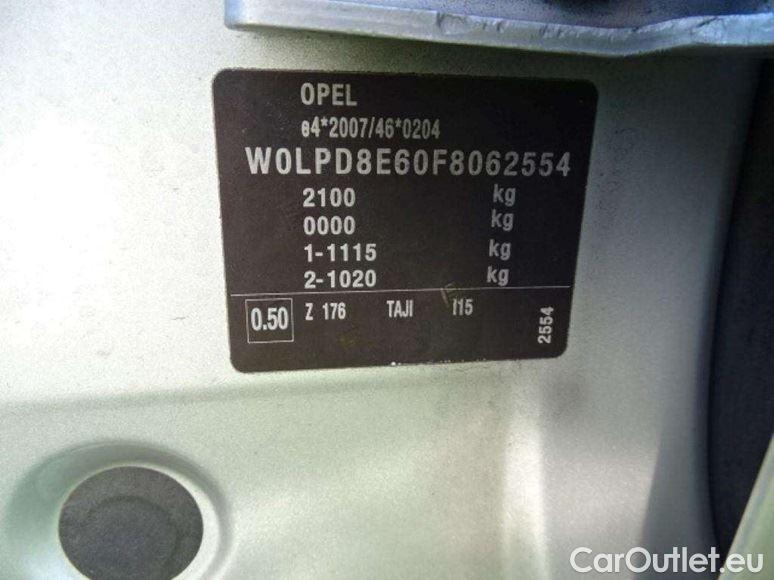 OPEL
e4*2007/46*0204
W0LPD8E60F8062554
2100 kg
0000 kg
1-1115 kg
2-1020 kg
0.50 Z 176 TAJI I15 2554
CarOutlet.eu